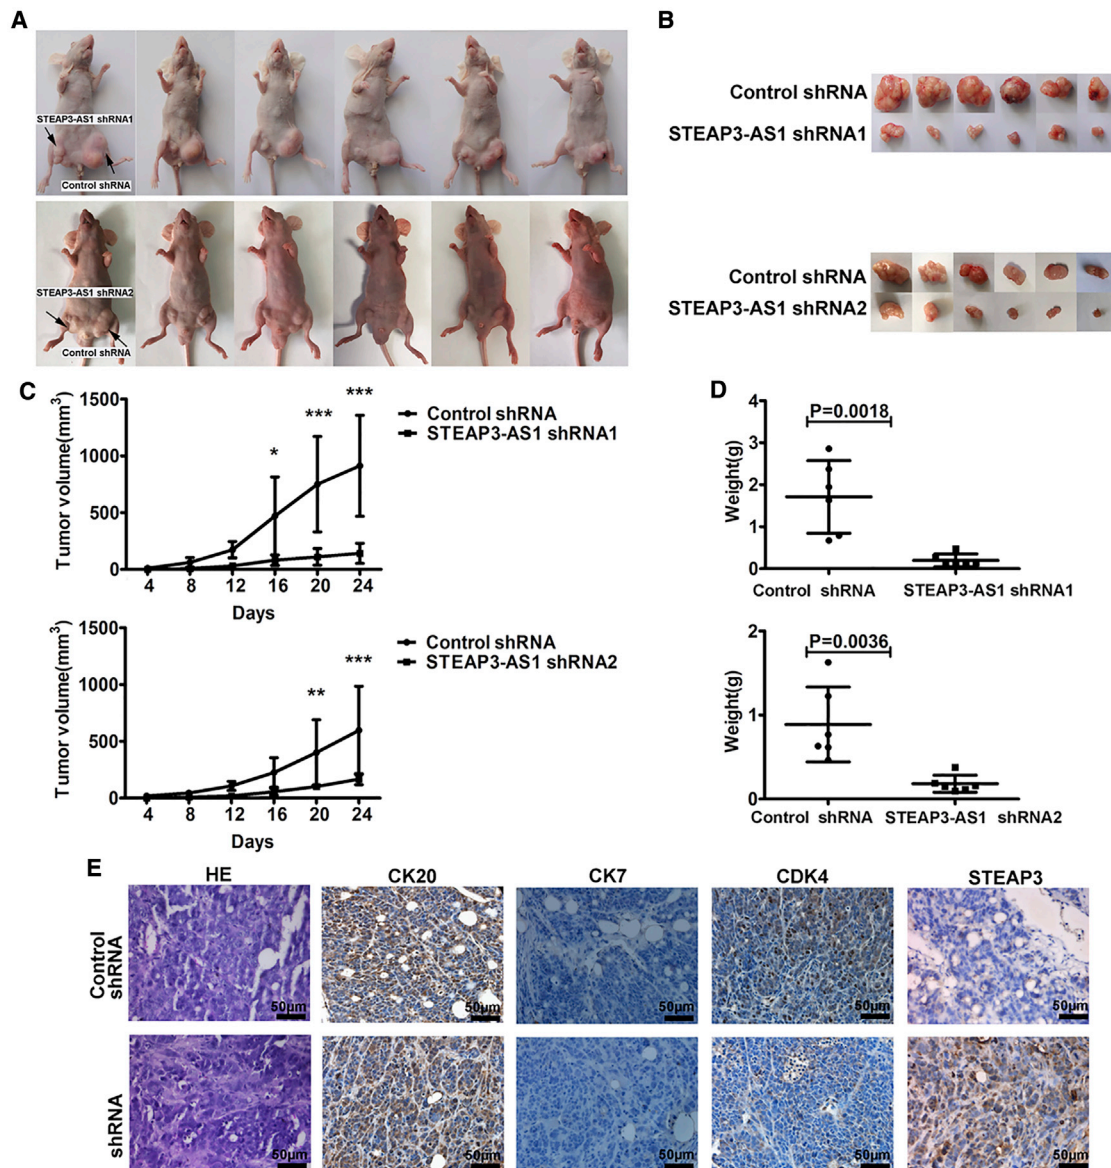 A
STEAP3-AS1 shRNA1
Control shRNA
STEAP3-AS1 shRNA2
Control shRNA
B
Control shRNA
STEAP3-AS1 shRNA1
Control shRNA
STEAP3-AS1 shRNA2
C
Tumor volume(mm³)
1500
1000
500
0
* *** ***
Control shRNA
STEAP3-AS1 shRNA1
4 8 12 16 20 24
Days
Tumor volume(mm³)
1500
1000
500
0
** ***
Control shRNA
STEAP3-AS1 shRNA2
4 8 12 16 20 24
Days
D
Weight(g)
4
3
2
1
0
P=0.0018
Control shRNA STEAP3-AS1 shRNA1
Weight(g)
2
1
0
P=0.0036
Control shRNA STEAP3-AS1 shRNA2
E
HE CK20 CK7 CDK4 STEAP3
Control
shRNA
50μm 50μm 50μm 50μm 50μm
shRNA
50μm 50μm 50μm 50μm 50μm